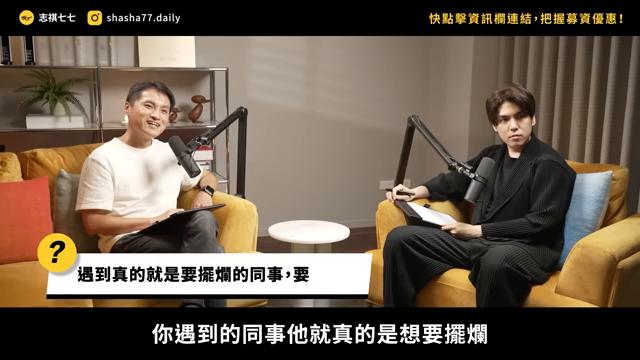 志祺七七
shasha77.daily
快點擊資訊欄連結,把握募資優惠!
?
遇到真的就是要擺爛的同事,要
你遇到的同事他就真的是想要擺爛